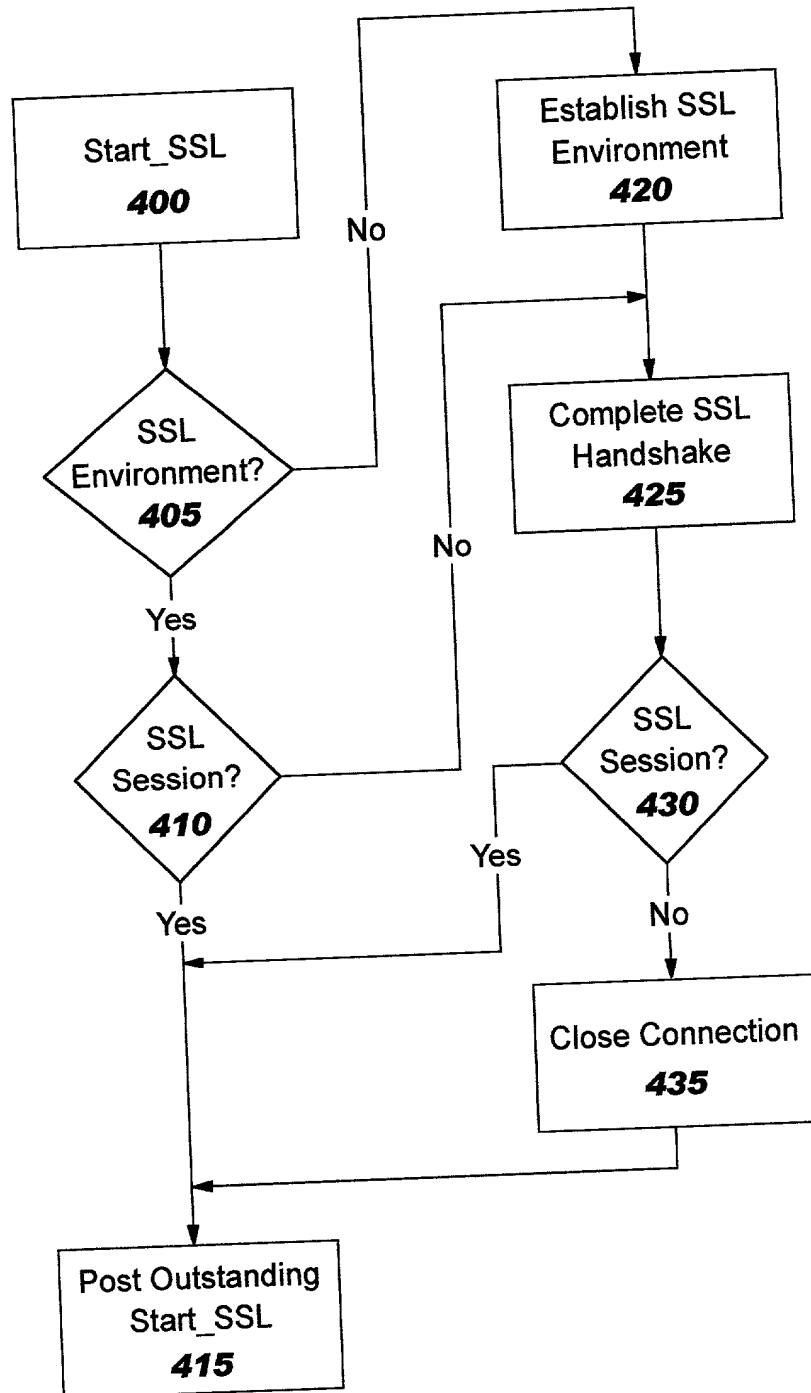 Start_SSL
400
No
SSL
Environment?
405
Yes
SSL
Session?
410
Yes
No
Establish SSL
Environment
420
Complete SSL
Handshake
425
SSL
Session?
430
Yes
No
Close Connection
435
Post Outstanding
Start_SSL
415